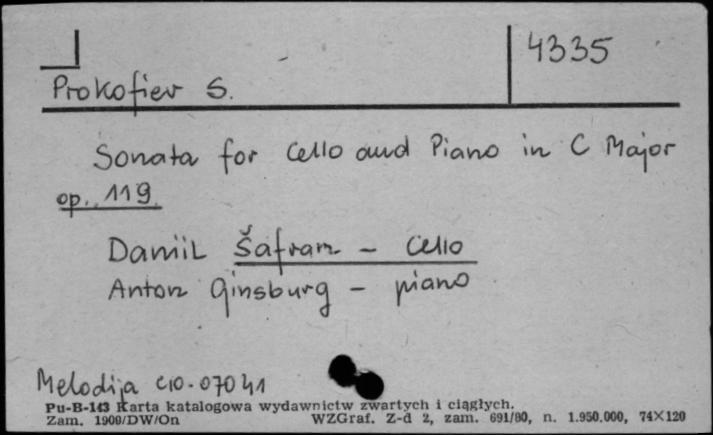 4335
Prokofiev S.
Sonata for Cello and Piano in C Major
op. 119
Daniil Šafran - Cello
Anton Ginsburg - piano
Melodija C10-07041
Pu-B-143 Karta katalogowa wydawnictw zwartych i ciągłych.
Zam. 1900/DW/On WZGraf. Z-d 2, zam. 691/80, n. 1.950.000, 74×120